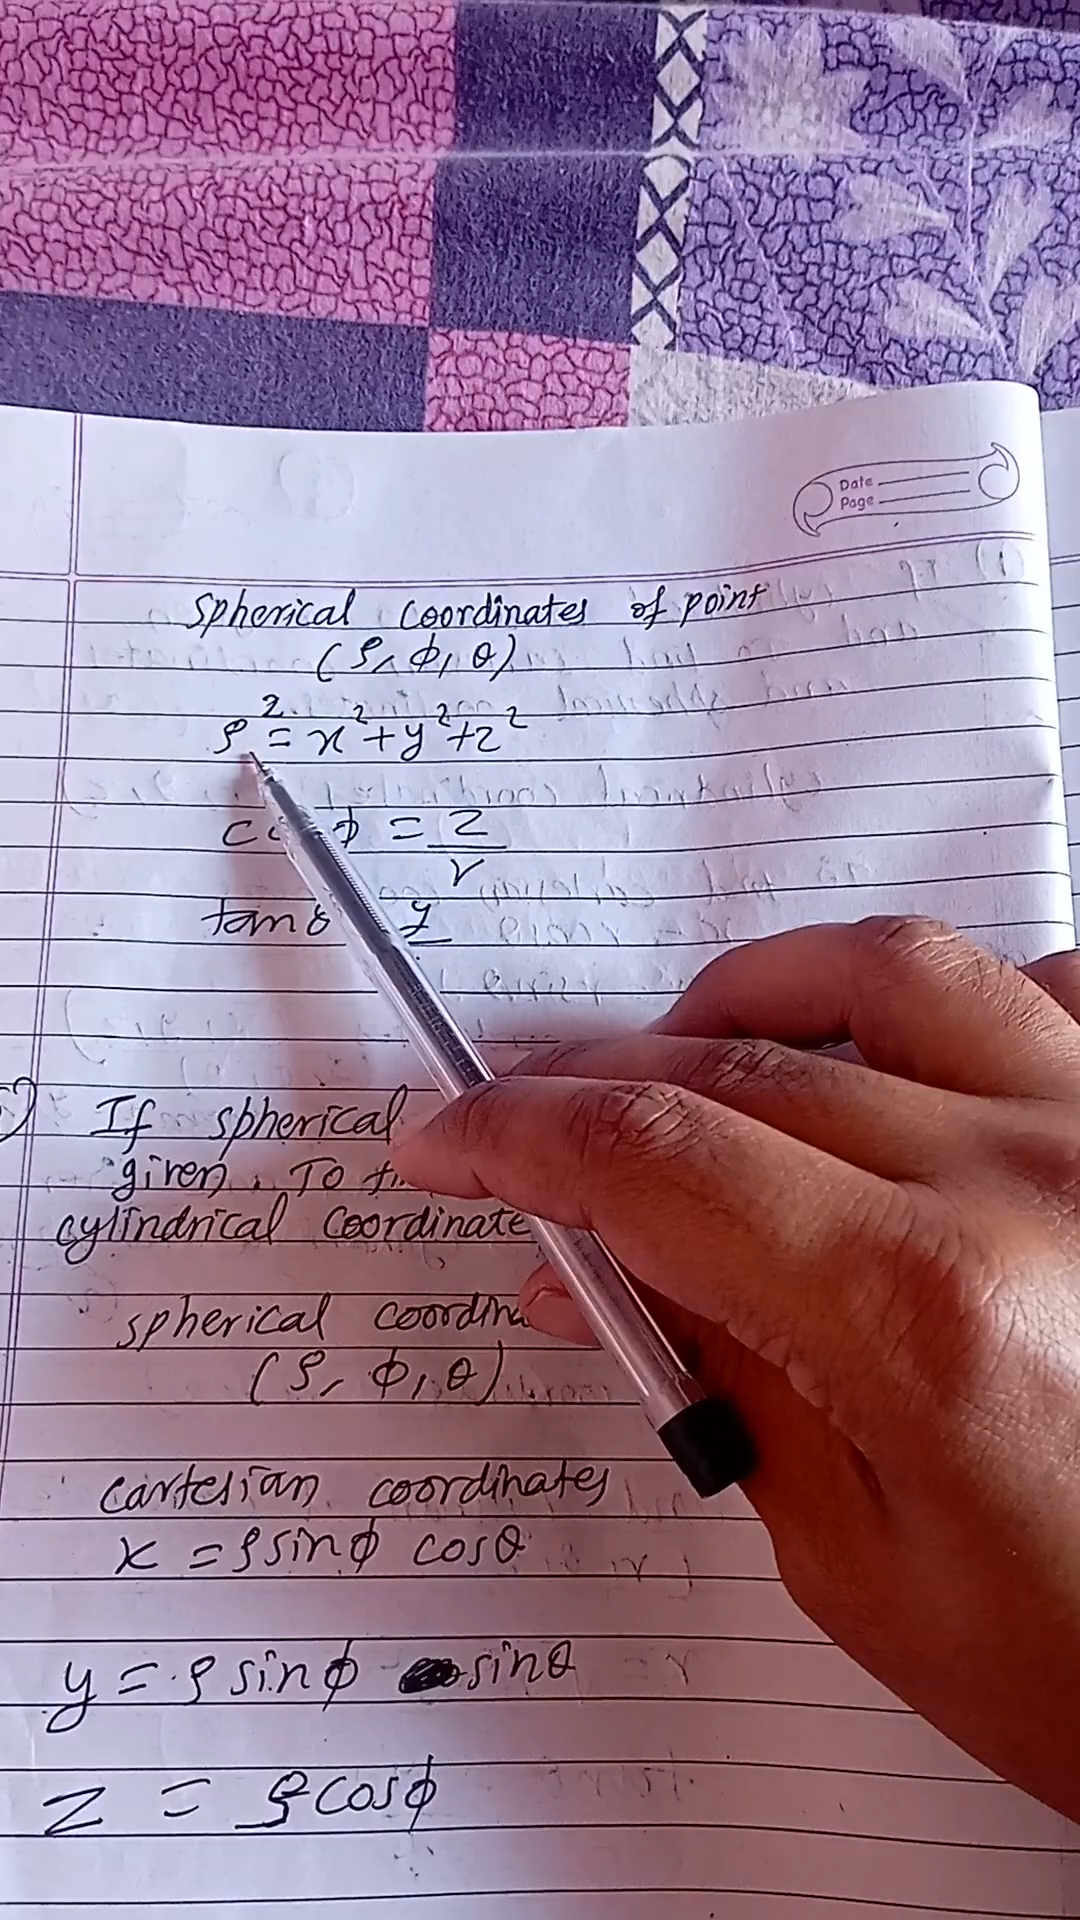 Date
Page
Spherical coordinates of point
(ρ, φ, θ)
ρ² = x² + y² + z²
φ = z/r
tanθ y
If spherical
given. To
cylindrical coordinate
spherical
(ρ, φ, θ)
cartesian coordinates
x = ρ sinφ cosθ
y = ρ sinφ sinθ
z = ρ cosφ